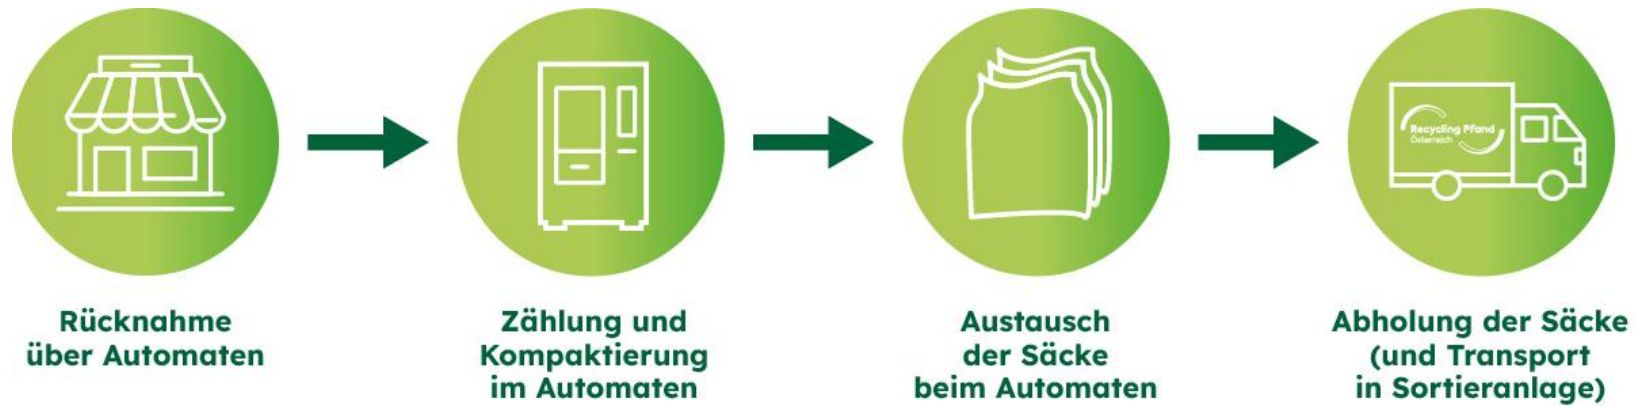 Rücknahme
über Automaten
Zählung und
Kompaktierung
im Automaten
Austausch
der Säcke
beim Automaten
Recycling Pfand
Österreich
Abholung der Säcke
(und Transport
in Sortieranlage)